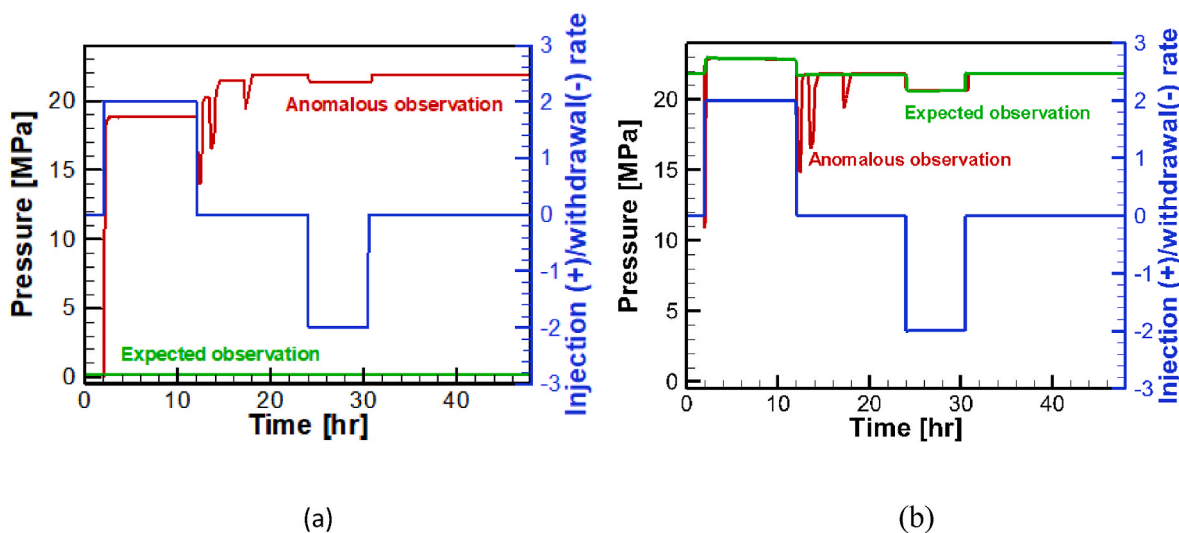 Pressure [MPa]
20
15
10
5
0
Anomalous observation
Expected observation
3
2
1
0
-1
-2
-3
Injection (+)/withdrawal(-) rate
0
10
20
30
40
Time [hr]
(a)
Pressure [MPa]
20
15
10
5
0
Expected observation
Anomalous observation
3
2
1
0
-1
-2
-3
Injection (+)/withdrawal(-) rate
0
10
20
30
40
Time [hr]
(b)